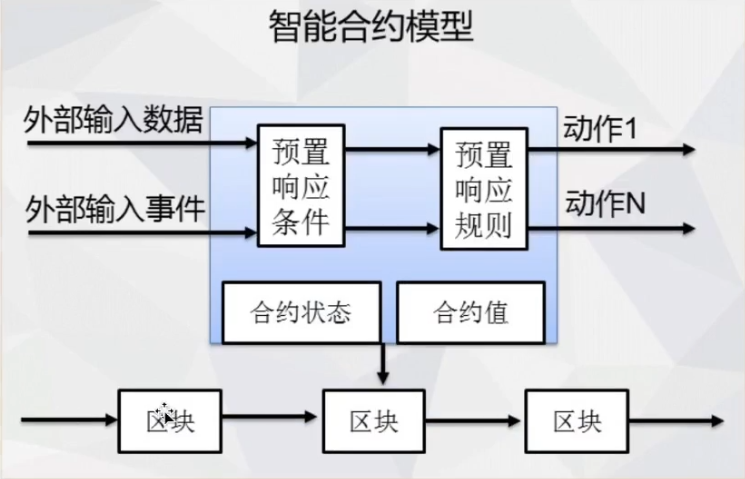 智能合约模型
外部输入数据
外部输入事件
预置
响应
条件
预置
响应
规则
动作1
动作N
合约状态
合约值
区块
区块
区块